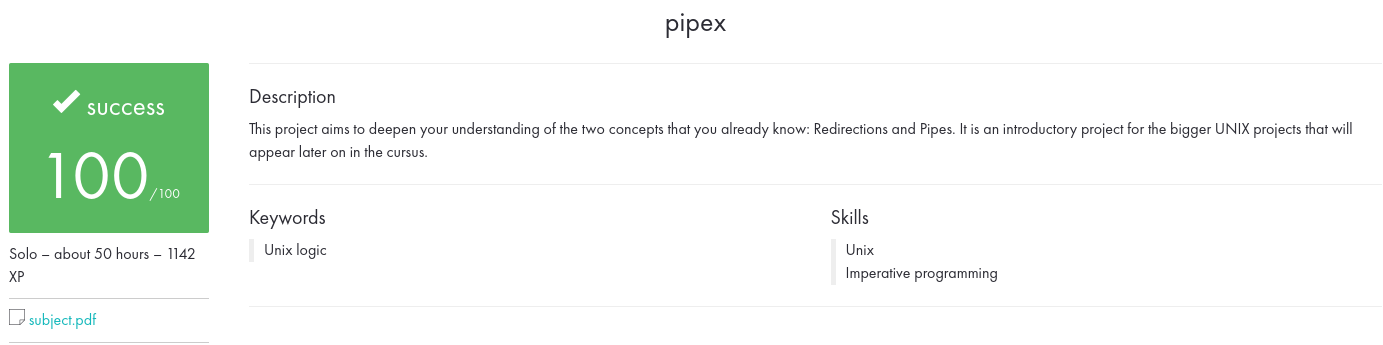 pipex
success
100/100
Solo – about 50 hours – 1142
XP
subject.pdf
Description
This project aims to deepen your understanding of the two concepts that you already know: Redirections and Pipes. It is an introductory project for the bigger UNIX projects that will
appear later on in the cursus.
Keywords
Unix logic
Skills
Unix
Imperative programming